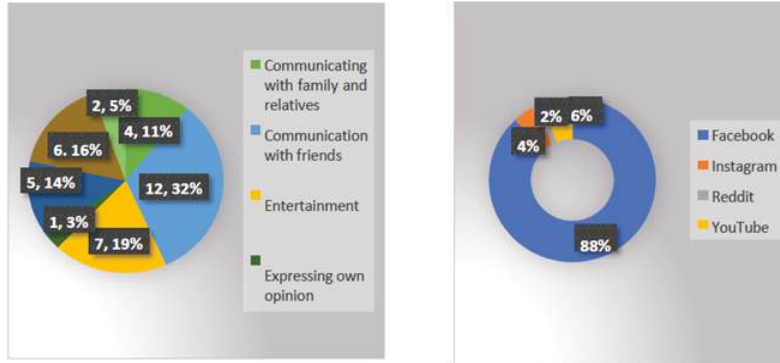 2, 5%
4, 11%
6. 16%
12, 32%
5, 14%
1, 3%
7, 19%
Communicating
with family and
relatives
Communication
with friends
Entertainment
Expressing own
opinion
2%
6%
4%
88%
Facebook
Instagram
Reddit
YouTube